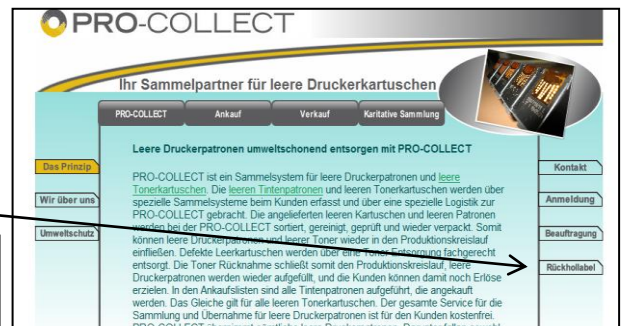 PRO-COLLECT
Ihr Sammelpartner für leere Druckerkartuschen
PRO-COLLECT
Ankauf
Verkauf
Karitative Sammlung
Das Prinzip
Wir über uns
Umweltschutz
Leere Druckerpatronen umweltschonend entsorgen mit PRO-COLLECT
PRO-COLLECT ist ein Sammelsystem für leere Druckerpatronen und leere
Tonerkartuschen. Die leeren Tintenpatronen und leeren Tonerkartuschen werden über
spezielle Sammelsysteme beim Kunden erfasst und über eine spezielle Logistik zur
PRO-COLLECT gebracht. Die angelieferten leeren Kartuschen und leeren Patronen
werden bei der PRO-COLLECT sortiert, gereinigt, geprüft und wieder verpackt. Somit
können leere Druckerpatronen und leerer Toner wieder in den Produktionskreislauf
einfließen. Defekte Leerkartuschen werden über eine Toner Entsorgung fachgerecht
entsorgt. Die Toner Rücknahme schließt somit den Produktionskreislauf, leere
Druckerpatronen werden wieder aufgefüllt, und die Kunden können damit noch Erlöse
erzielen. In den Ankaufslisten sind alle Tintenpatronen aufgeführt, die angekauft
werden. Das Gleiche gilt für alle leeren Tonerkartuschen. Der gesamte Service für die
Sammlung und Übernahme für leere Druckerpatronen ist für den Kunden kostenfrei.
Kontakt
Anmeldung
Beauftragung
Rückhollabel